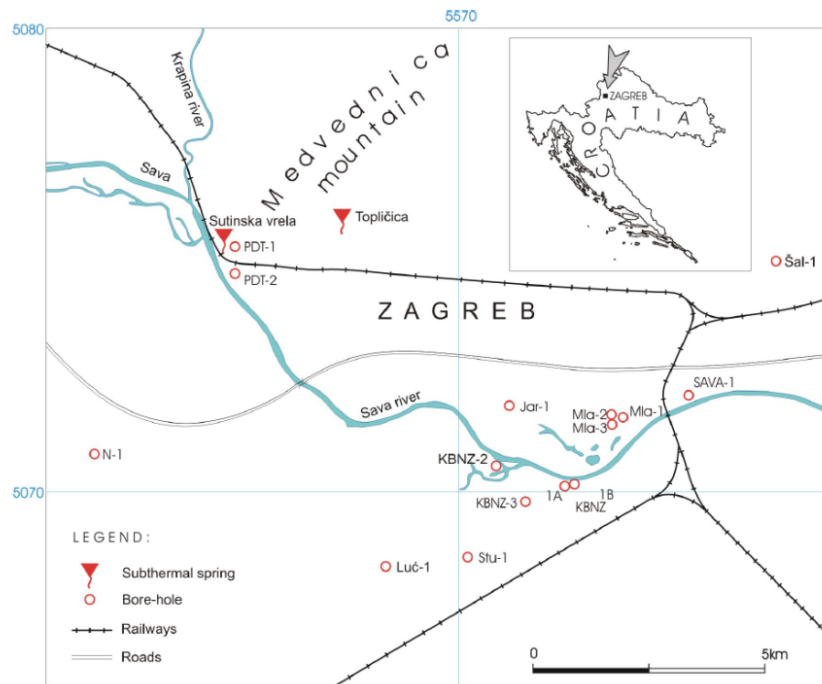 5080
5570
Krapina river
Medvednica
mountain
ZAGREB
CROATIA
Sava
Sutinska vrela
Topličica
PDT-1
PDT-2
Šal-1
ZAGREB
SAVA-1
Sava river
Jar-1
Mla-2
Mla-1
Mla-3
N-1
KBNZ-2
5070
KBNZ-3
1A
1B
KBNZ
LEGEND:
Subthermal spring
Bore-hole
Railways
Roads
Luć-1
Stu-1
0
5km